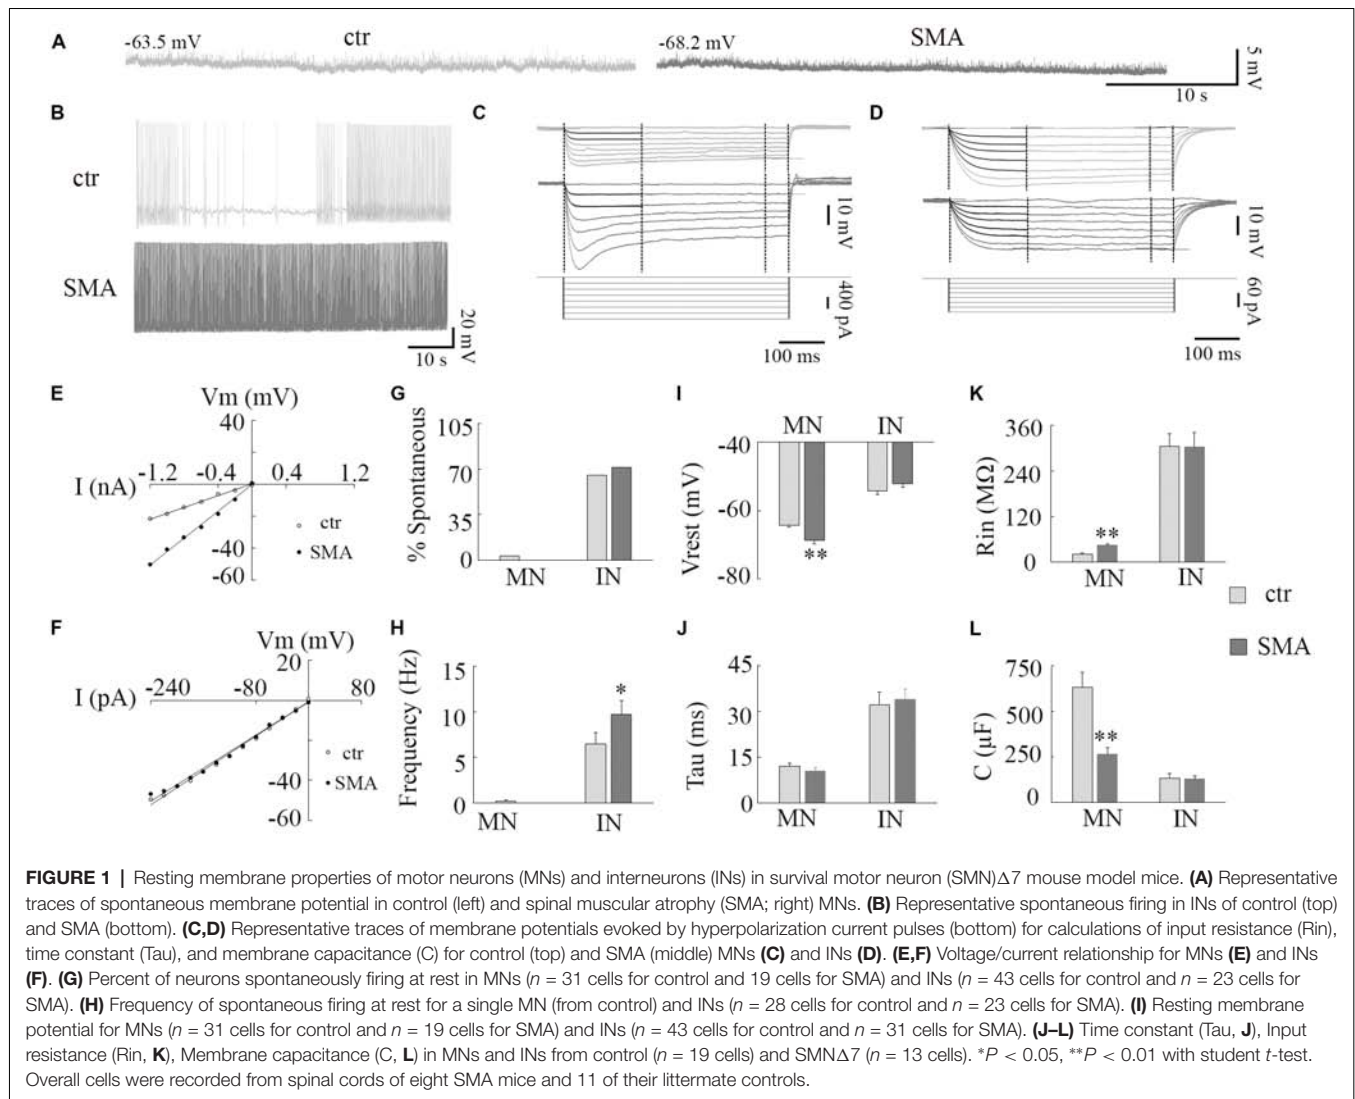 A
-63.5 mV
ctr
-68.2 mV
SMA
5 mV
10 s
B
ctr
SMA
20 mV
10 s
C
10 mV
400 pA
100 ms
D
10 mV
60 pA
100 ms
E
Vm (mV)
40
-1.2 -0.4 0.4 1.2
I (nA)
ctr
SMA
-40
-60
F
Vm (mV)
20
-240 -80 80
I (pA)
ctr
SMA
-40
-60
G
% Spontaneous
105
70
35
0
MN IN
H
Frequency (Hz)
15
10
5
0
*
MN IN
I
MN IN
Vrest (mV)
-40
-60
-80
**
J
Tau (ms)
45
30
15
0
MN IN
K
Rin (MΩ)
360
240
120
0
**
MN IN
ctr
SMA
L
C (µF)
750
500
250
0
**
MN IN
FIGURE 1 | Resting membrane properties of motor neurons (MNs) and interneurons (INs) in survival motor neuron (SMN)Δ7 mouse model mice. (A) Representative
traces of spontaneous membrane potential in control (left) and spinal muscular atrophy (SMA; right) MNs. (B) Representative spontaneous firing in INs of control (top)
and SMA (bottom). (C,D) Representative traces of membrane potentials evoked by hyperpolarization current pulses (bottom) for calculations of input resistance (Rin),
time constant (Tau), and membrane capacitance (C) for control (top) and SMA (middle) MNs (C) and INs (D). (E,F) Voltage/current relationship for MNs (E) and INs
(F). (G) Percent of neurons spontaneously firing at rest in MNs (n = 31 cells for control and 19 cells for SMA) and INs (n = 43 cells for control and n = 23 cells for
SMA). (H) Frequency of spontaneous firing at rest for a single MN (from control) and INs (n = 28 cells for control and n = 23 cells for SMA). (I) Resting membrane
potential for MNs (n = 31 cells for control and n = 19 cells for SMA) and INs (n = 43 cells for control and n = 31 cells for SMA). (J–L) Time constant (Tau, J), Input
resistance (Rin, K), Membrane capacitance (C, L) in MNs and INs from control (n = 19 cells) and SMNΔ7 (n = 13 cells). *P < 0.05, **P < 0.01 with student t-test.
Overall cells were recorded from spinal cords of eight SMA mice and 11 of their littermate controls.